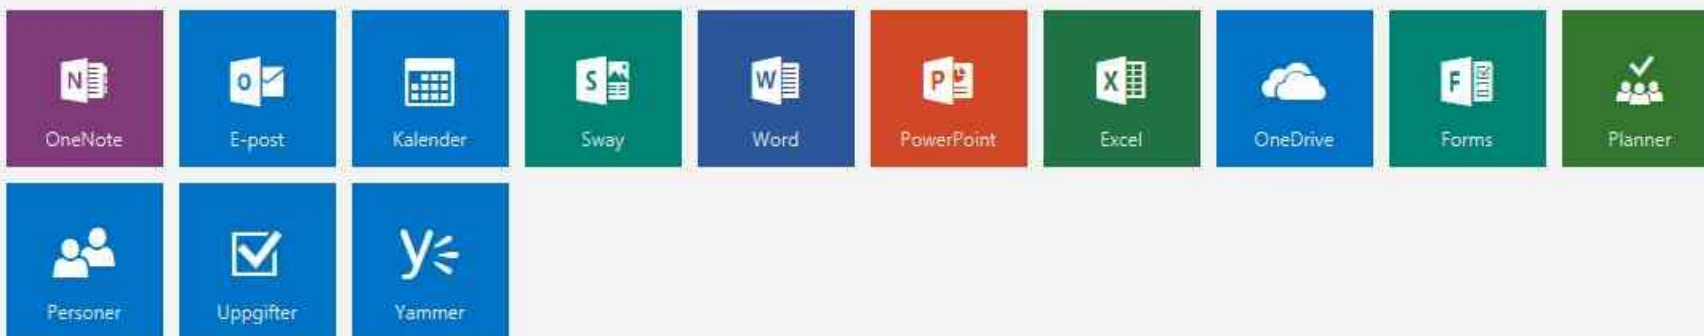 OneNote E-post Kalender Sway Word PowerPoint Excel OneDrive Forms Planner
Personer Uppgifter Yammer